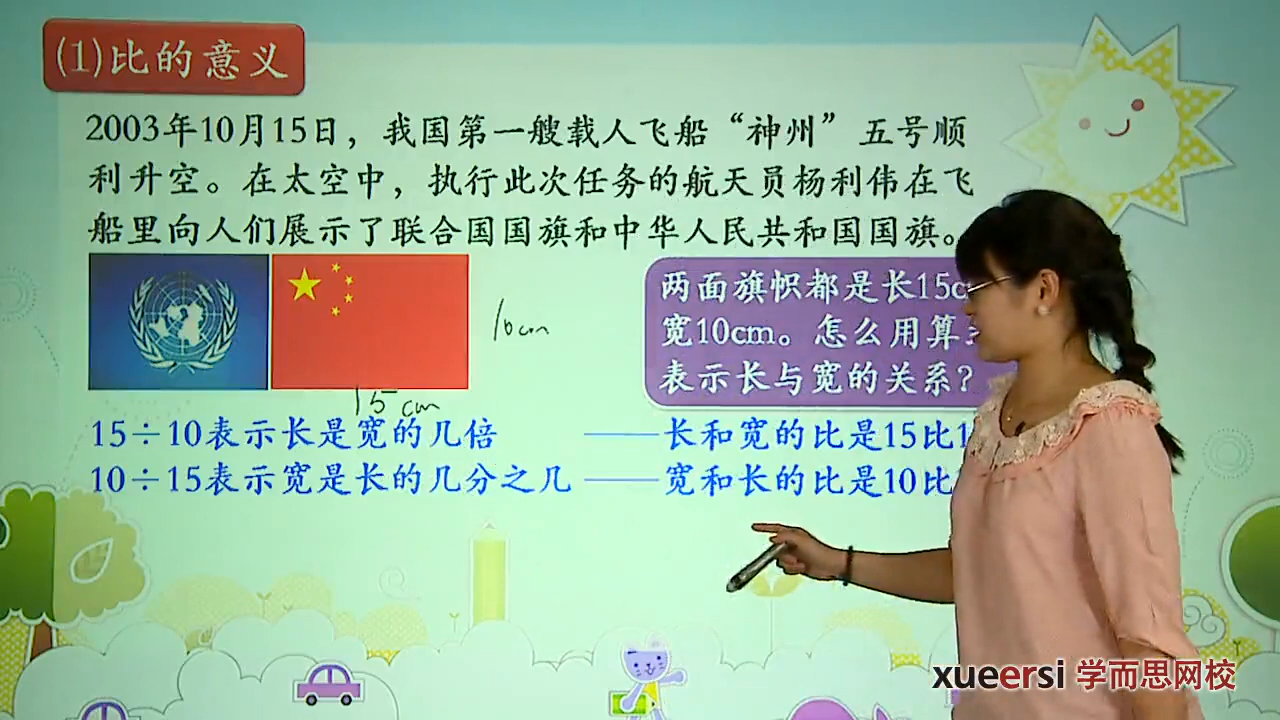 (1)比的意义
2003年10月15日，我国第一艘载人飞船“神州”五号顺
利升空。在太空中，执行此次任务的航天员杨利伟在飞
船里向人们展示了联合国国旗和中华人民共和国国旗。
10cm
15cm
两面旗帜都是长15c
宽10cm。怎么用算
表示长与宽的关系？
15÷10表示长是宽的几倍 ——长和宽的比是15比1
10÷15表示宽是长的几分之几 ——宽和长的比是10比
xueersi 学而思网校